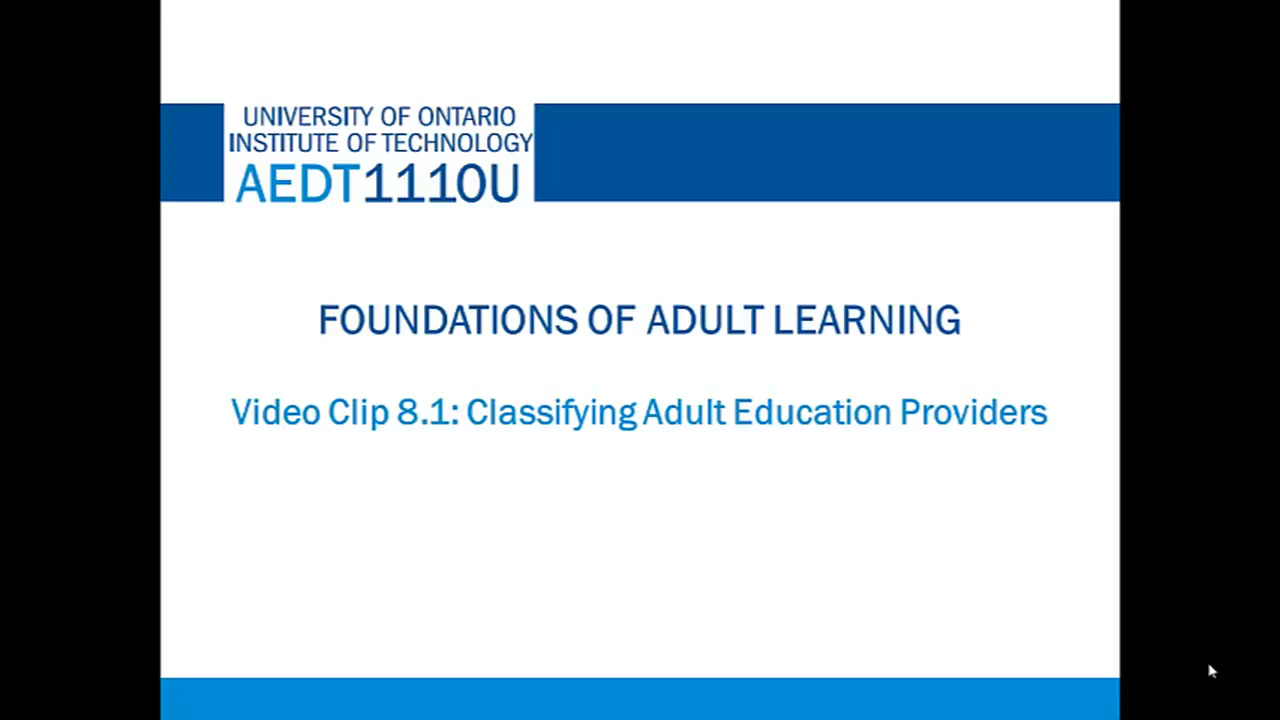 UNIVERSITY OF ONTARIO
INSTITUTE OF TECHNOLOGY
AEDT1110U
FOUNDATIONS OF ADULT LEARNING
Video Clip 8.1: Classifying Adult Education Providers